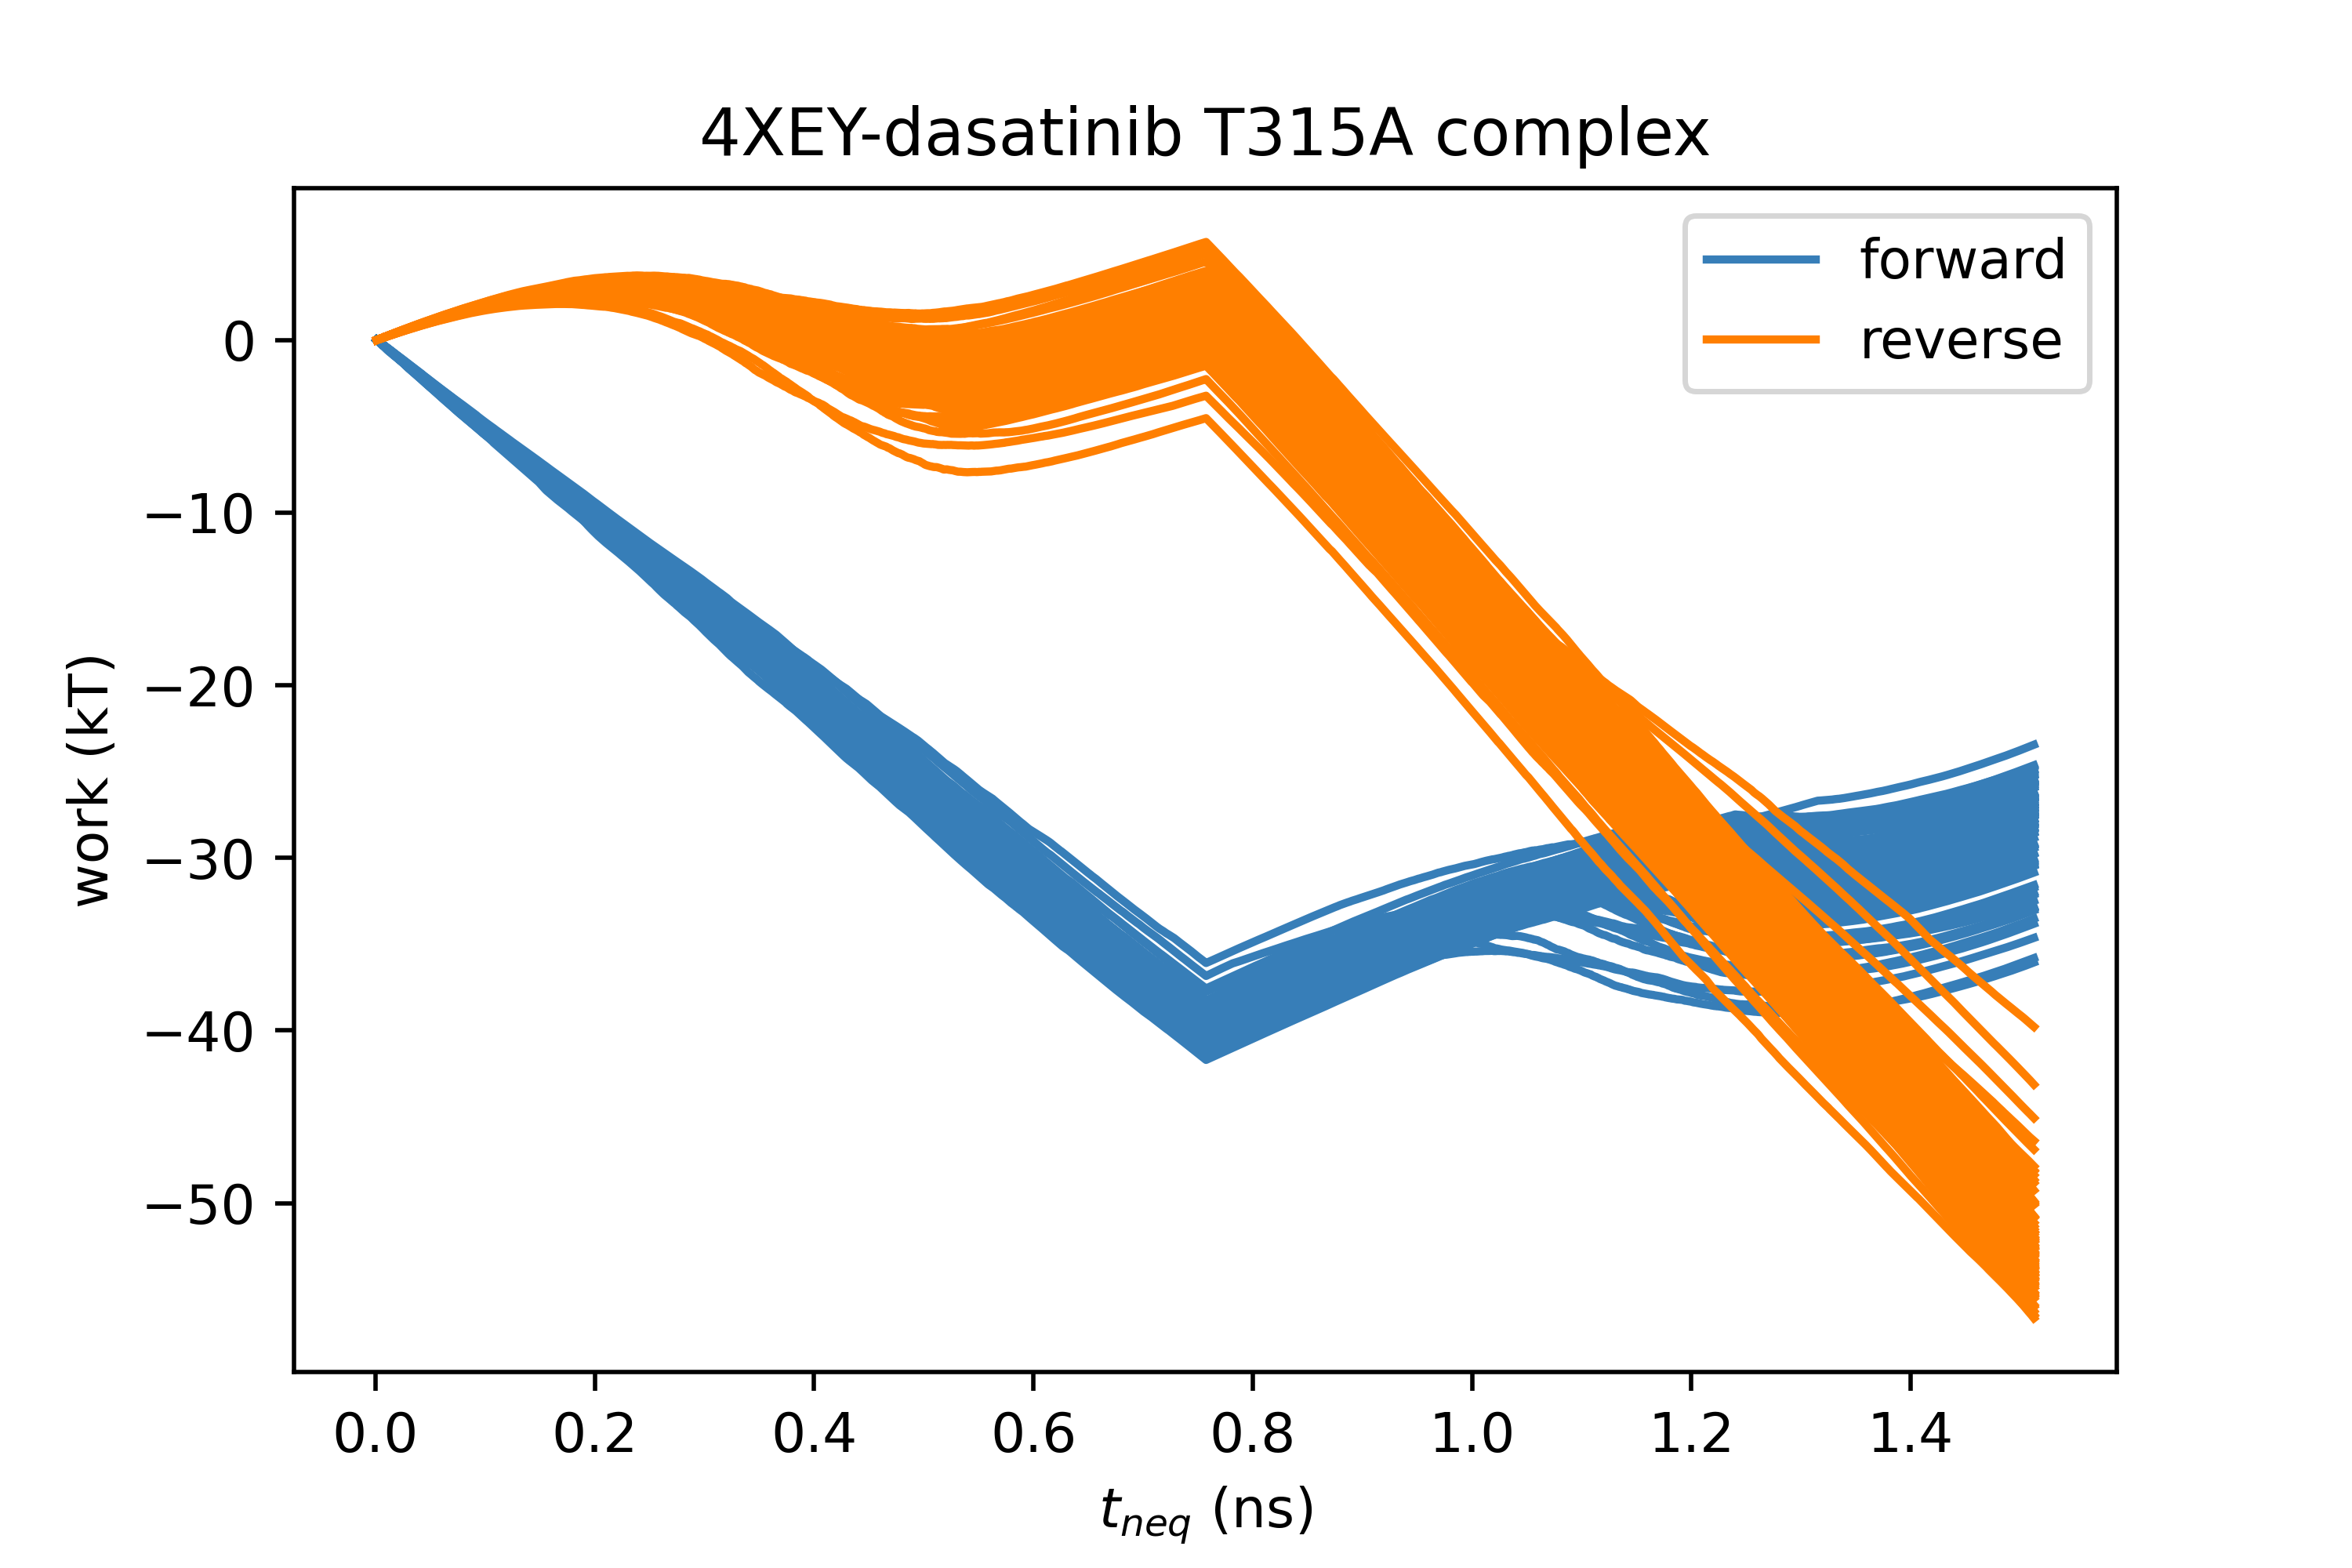 4XEY-dasatinib T315A complex
forward
reverse
0
−10
−20
−30
−40
−50
work (kT)
0.0 0.2 0.4 0.6 0.8 1.0 1.2 1.4
t_neq (ns)